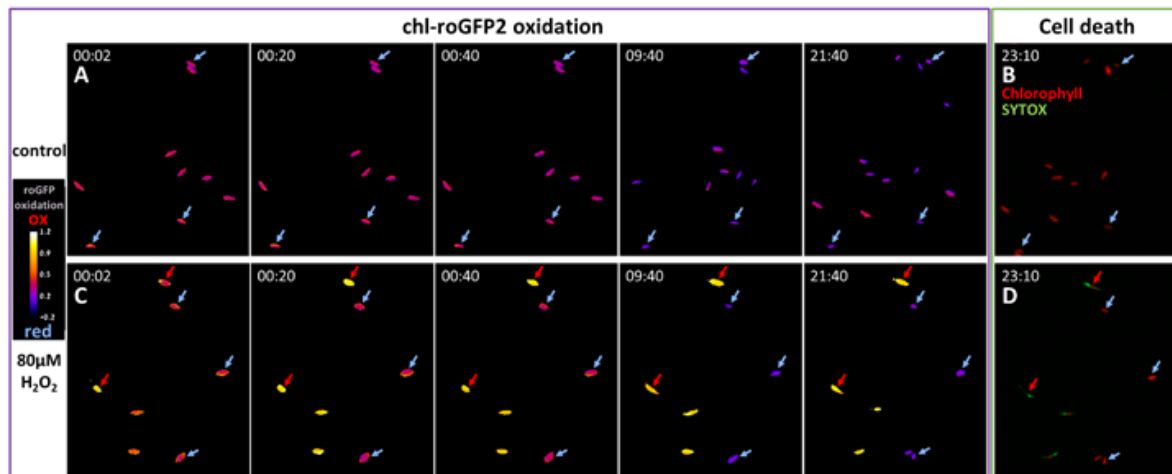 chl-roGFP2 oxidation
Cell death
00:02
00:20
00:40
09:40
21:40
23:10
A
B
Chlorophyll
SYTOX
control
roGFP
oxidation
OX
1.2
0.9
0.5
0.2
-0.2
red
00:02
00:20
00:40
09:40
21:40
23:10
C
D
80µM
H₂O₂